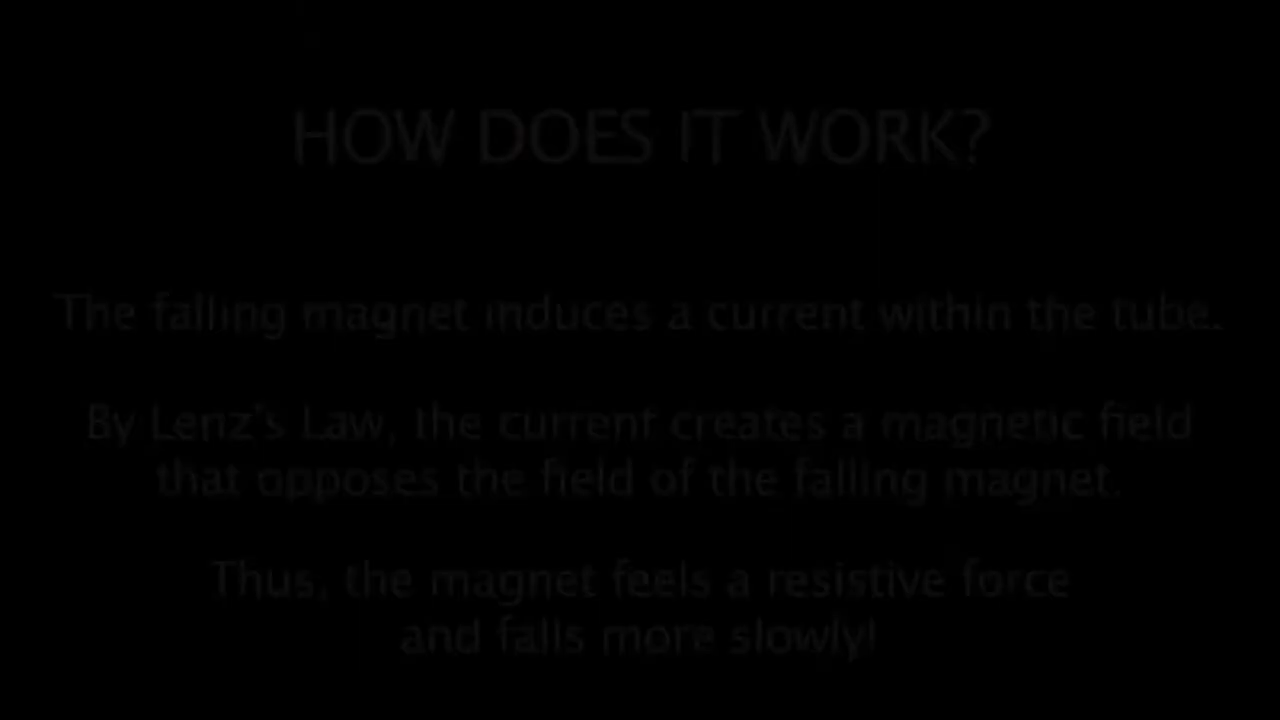 HOW DOES IT WORK?
The falling magnet induces a current within the tube.
By Lenz's Law, the current creates a magnetic field
that opposes the field of the falling magnet.
Thus, the magnet feels a resistive force
and falls more slowly!